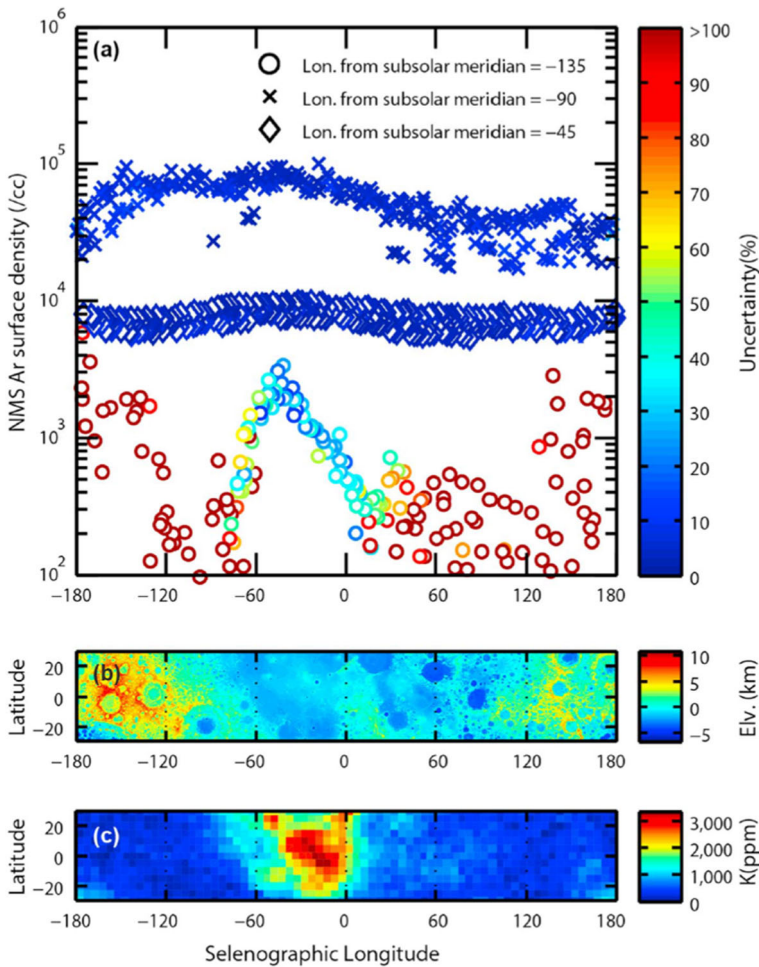 10^6
(a)
Lon. from subsolar meridian = −135
Lon. from subsolar meridian = −90
Lon. from subsolar meridian = −45
10^5
10^4
10^3
10^2
NMS Ar surface density (/cc)
−180 −120 −60 0 60 120 180
>100
90
80
70
60
50
40
30
20
10
0
Uncertainty(%)
(b)
Latitude
20
0
−20
−180 −120 −60 0 60 120 180
10
5
0
−5
Elv. (km)
(c)
Latitude
20
0
−20
−180 −120 −60 0 60 120 180
3,000
2,000
1,000
0
K(ppm)
Selenographic Longitude